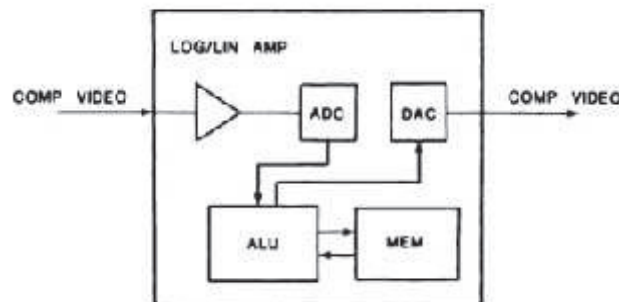 LOG/LIN AMP
COMP VIDEO
ADC
DAC
COMP VIDEO
ALU
MEM